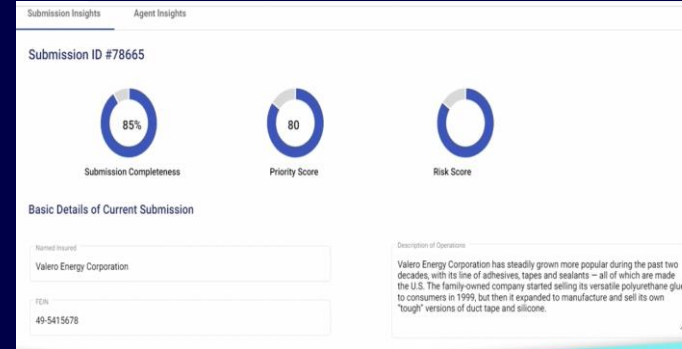 Submission Insights Agent Insights
Submission ID #78665
85% 80
Submission Completeness Priority Score Risk Score
Basic Details of Current Submission
Named Insured
Valero Energy Corporation
FEIN
49-5415678
Description of Operations
Valero Energy Corporation has steadily grown more popular during the past two
decades, with its line of adhesives, tapes and sealants — all of which are made
the U.S. The family-owned company started selling its versatile polyurethane glue
to consumers in 1999, but then it expanded to manufacture and sell its own
"tough" versions of duct tape and silicone.